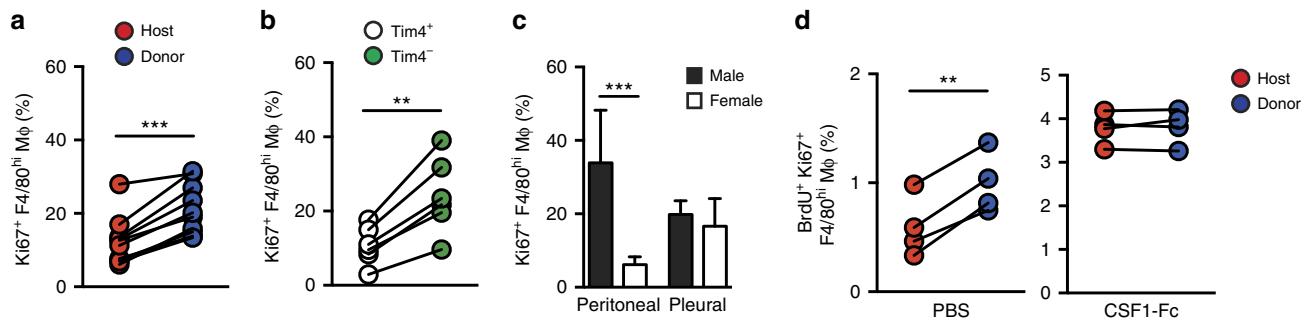 a
Host
Donor
Ki67⁺ F4/80ʰⁱ Mϕ (%)
60
40
20
0
***
b
Tim4⁺
Tim4⁻
Ki67⁺ F4/80ʰⁱ Mϕ (%)
60
40
20
0
**
c
Male
Female
Ki67⁺ F4/80ʰⁱ Mϕ (%)
60
40
20
0
***
Peritoneal Pleural
d
BrdU⁺ Ki67⁺
F4/80ʰⁱ Mϕ (%)
2
1
0
**
PBS
5
4
3
2
1
0
CSF1-Fc
Host
Donor